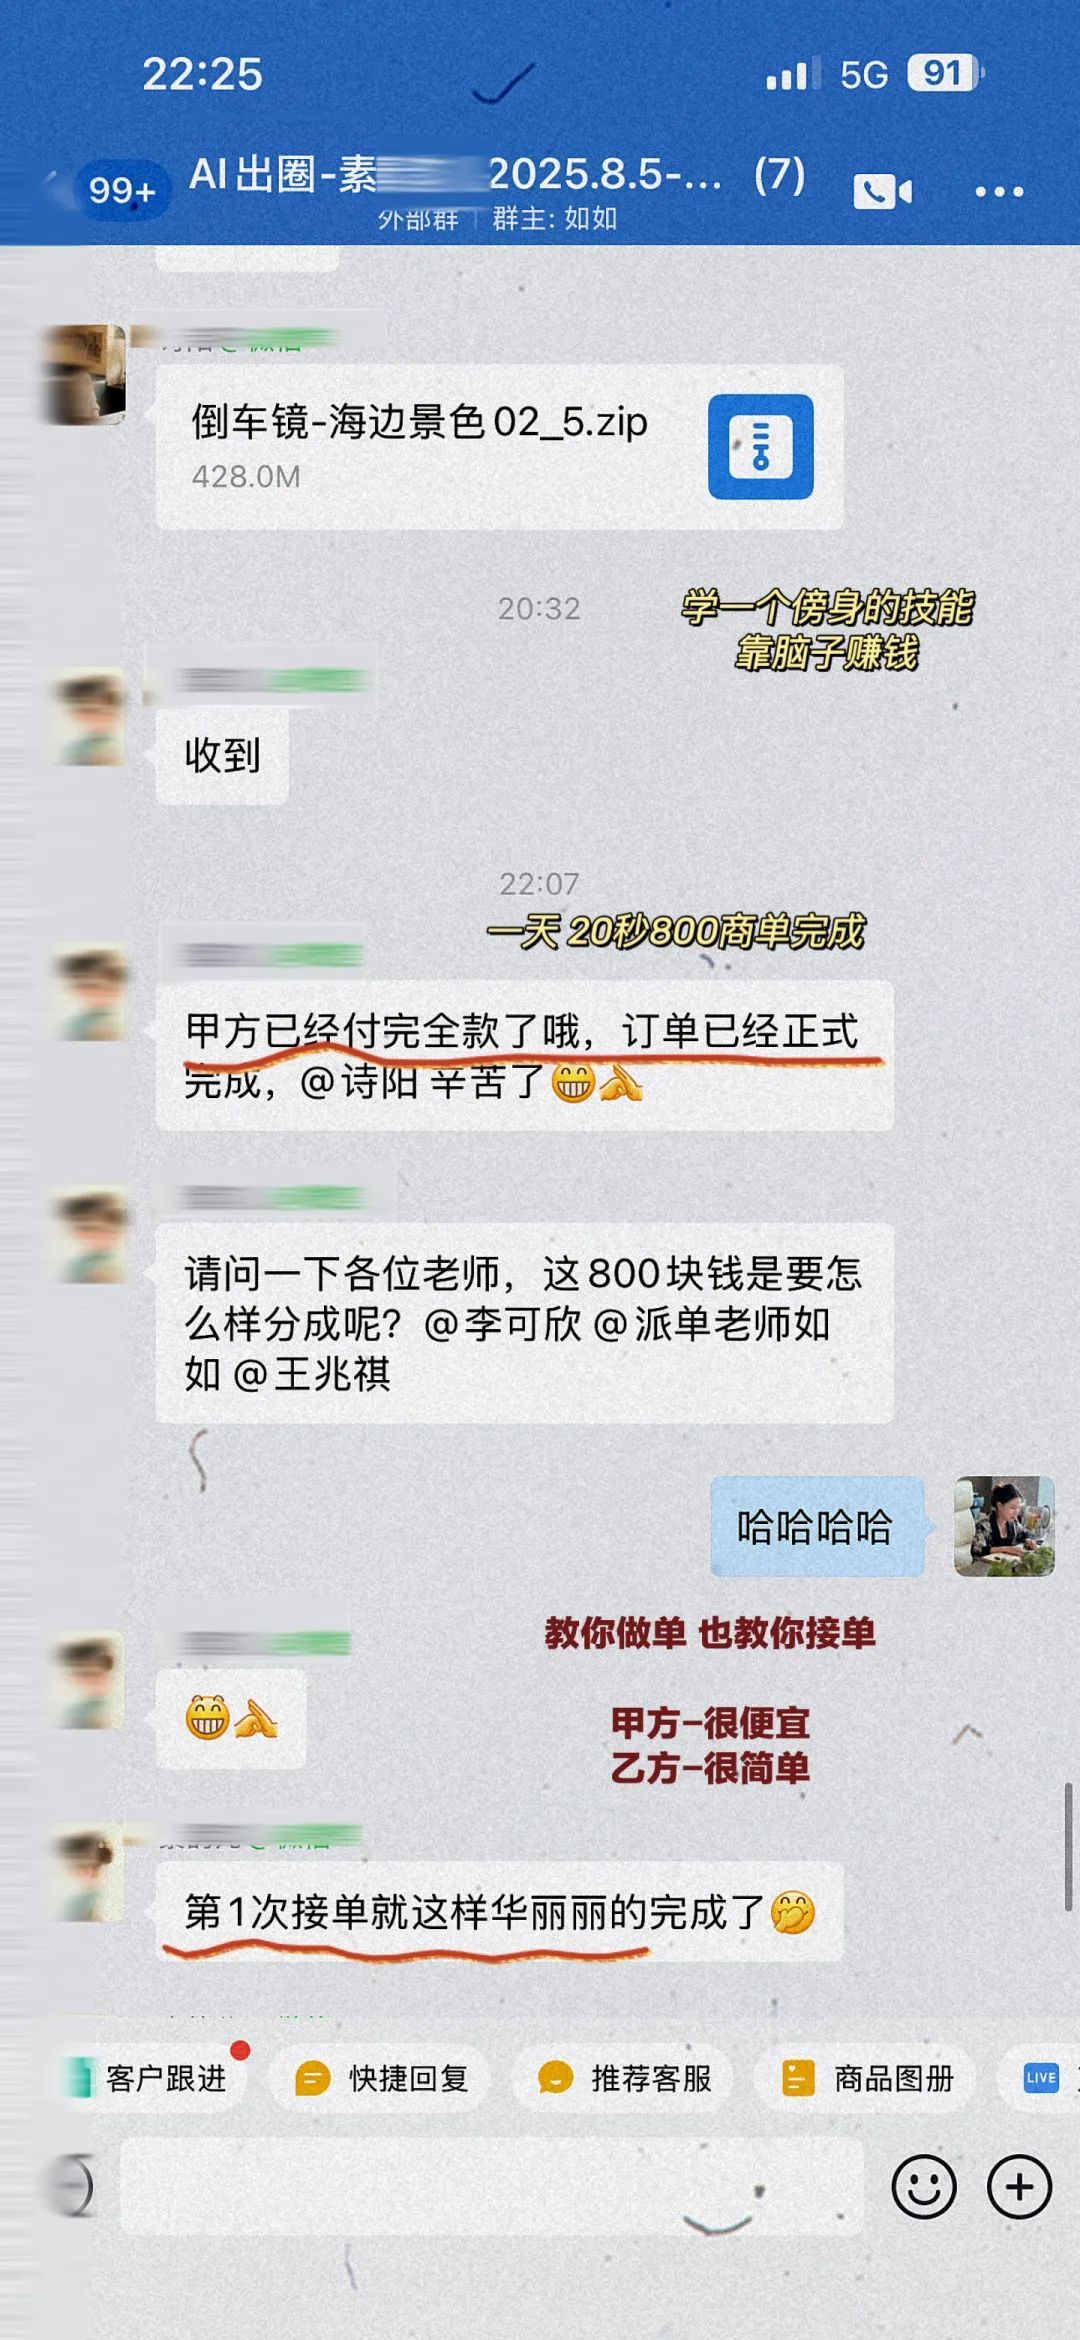 22:25
5G
91
99+
AI出圈-素
2025.8.5-... (7)
外部群 | 群主: 如如
倒车镜-海边景色02_5.zip
428.0M
20:32
学一个傍身的技能
靠脑子赚钱
收到
22:07
一天 20秒800商单完成
甲方已经付完全款了哦，订单已经正式
完成，@诗阳 辛苦了😁👏
请问一下各位老师，这800块钱是要怎
么样分成呢？@李可欣 @派单老师如
如 @王兆祺
哈哈哈哈
教你做单 也教你接单
😁👏
甲方-很便宜
乙方-很简单
第1次接单就这样华丽丽的完成了🤭
客户跟进
快捷回复
推荐客服
商品图册
LIVE